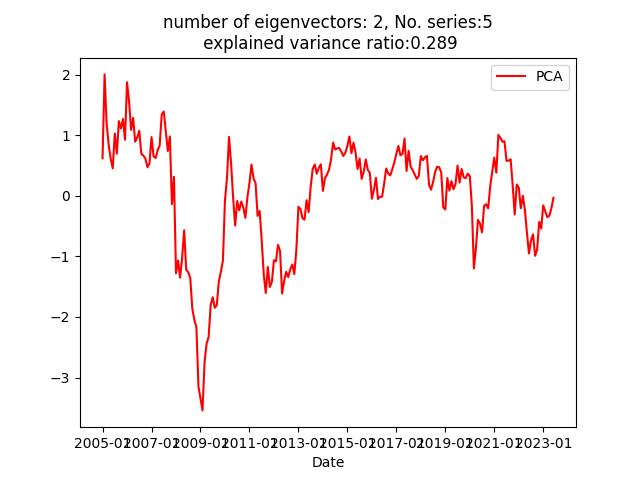 number of eigenvectors: 2, No. series:5
explained variance ratio:0.289
PCA
2
1
0
−1
−2
−3
2005-01 2007-01 2009-01 2011-01 2013-01 2015-01 2017-01 2019-01 2021-01 2023-01
Date